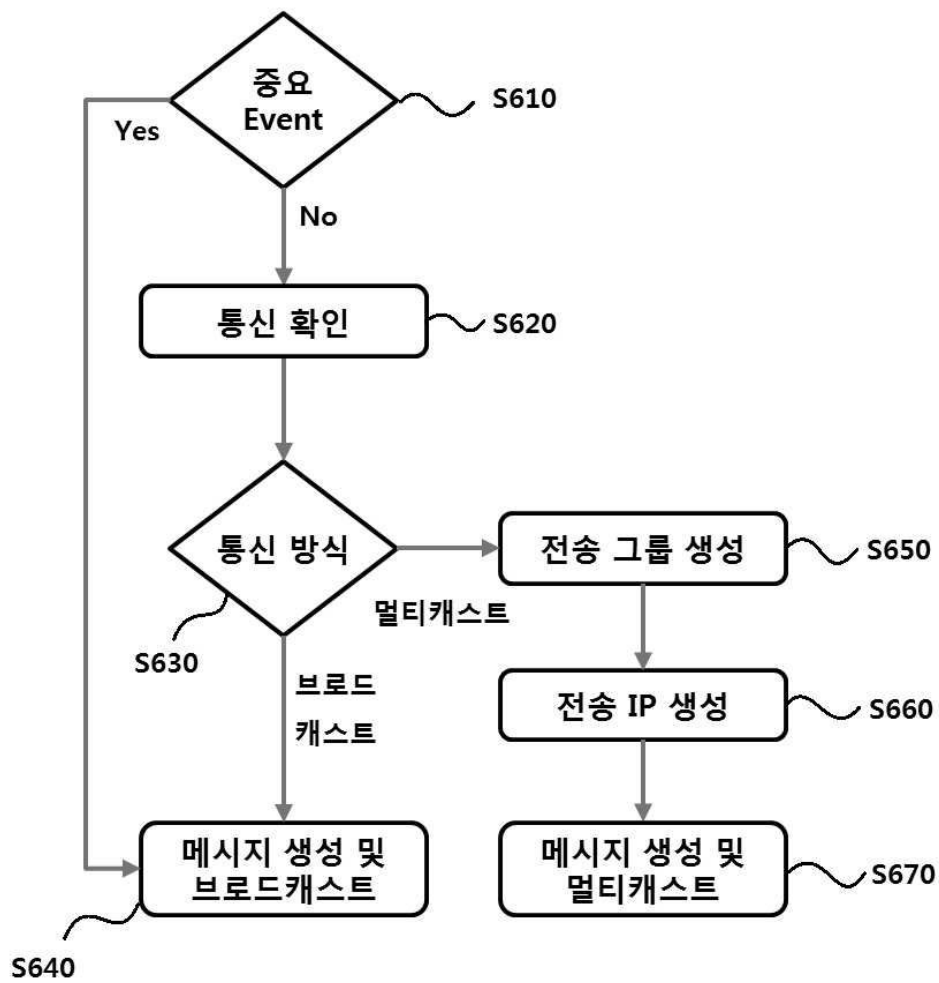 중요
Event
S610
Yes
No
통신 확인
S620
통신 방식
S630
멀티캐스트
전송 그룹 생성
S650
브로드
캐스트
전송 IP 생성
S660
메시지 생성 및
브로드캐스트
S640
메시지 생성 및
멀티캐스트
S670